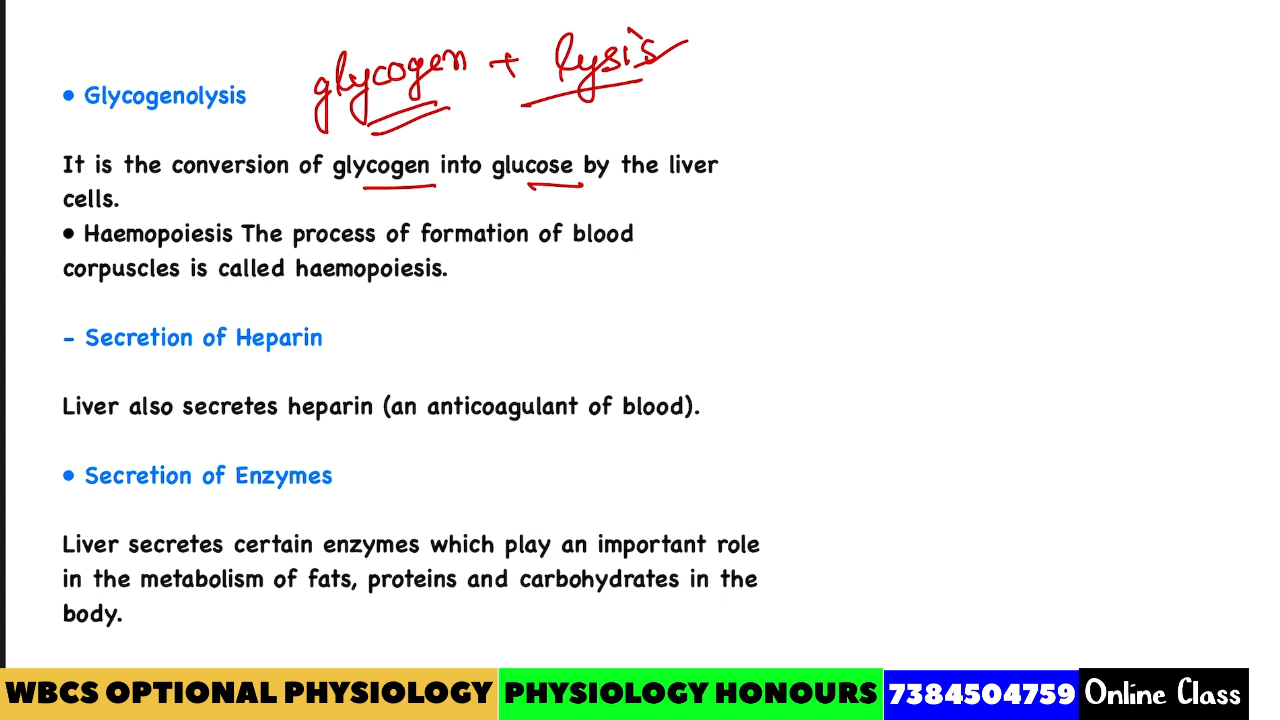 glycogen + lysis
• Glycogenolysis
It is the conversion of glycogen into glucose by the liver
cells.
• Haemopoiesis The process of formation of blood
corpuscles is called haemopoiesis.
- Secretion of Heparin
Liver also secretes heparin (an anticoagulant of blood).
• Secretion of Enzymes
Liver secretes certain enzymes which play an important role
in the metabolism of fats, proteins and carbohydrates in the
body.
WBCS OPTIONAL PHYSIOLOGY PHYSIOLOGY HONOURS 7384504759 Online Class